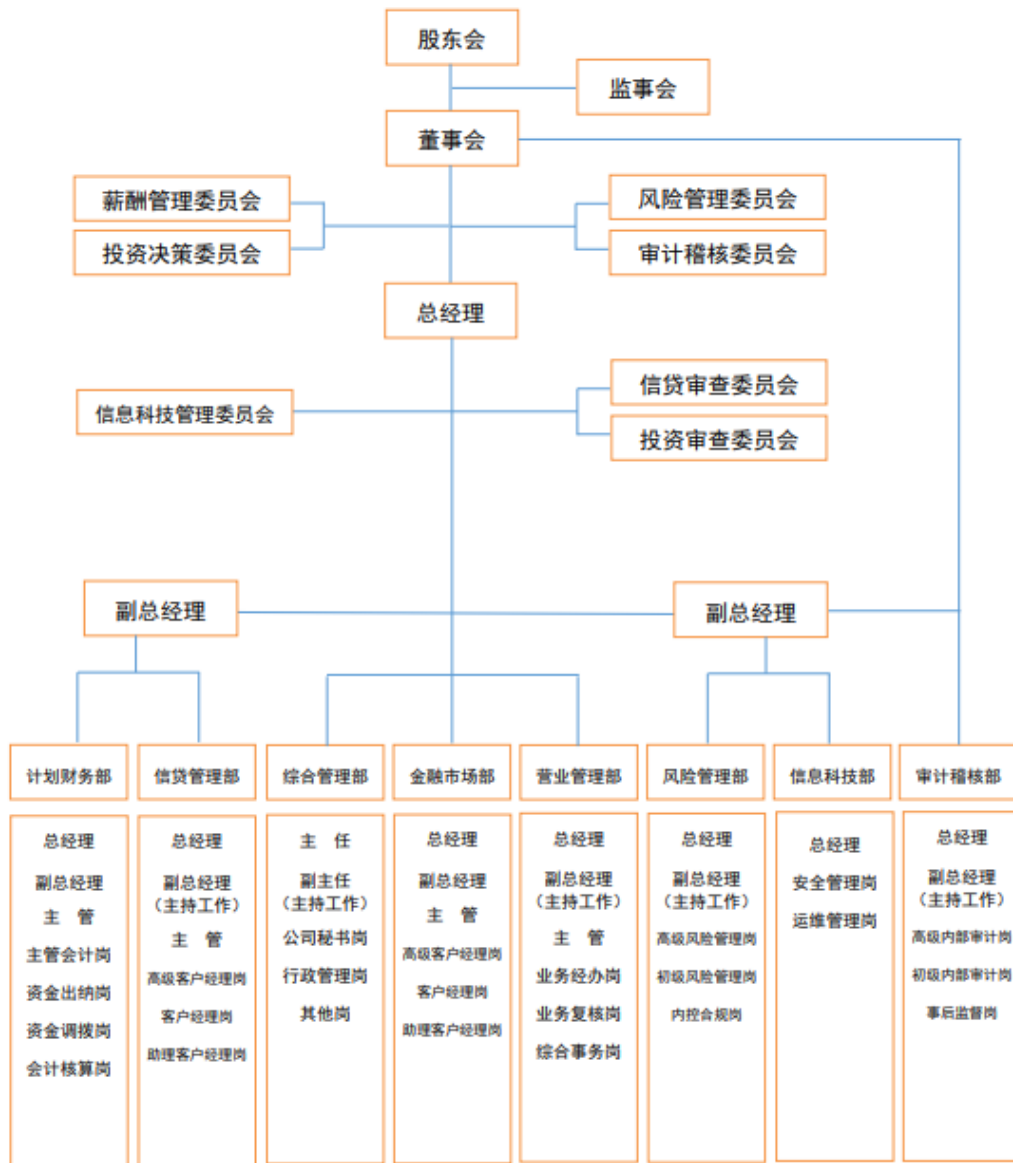 股东会
监事会
董事会
薪酬管理委员会
风险管理委员会
投资决策委员会
审计稽核委员会
总经理
信贷审查委员会
信息科技管理委员会
投资审查委员会
副总经理
副总经理
计划财务部
信贷管理部
综合管理部
金融市场部
营业管理部
风险管理部
信息科技部
审计稽核部
总经理
副总经理
主 管
主管会计岗
资金出纳岗
资金调拨岗
会计核算岗
总经理
副总经理
（主持工作）
主 管
高级客户经理岗
客户经理岗
助理客户经理岗
主 任
副主任
（主持工作）
公司秘书岗
行政管理岗
其他岗
总经理
副总经理
主 管
高级客户经理岗
客户经理岗
助理客户经理岗
总经理
副总经理
（主持工作）
主 管
业务经办岗
业务复核岗
综合事务岗
总经理
副总经理
（主持工作）
高级风险管理岗
初级风险管理岗
内控合规岗
总经理
安全管理岗
运维管理岗
总经理
副总经理
（主持工作）
高级内部审计岗
初级内部审计岗
事后监督岗